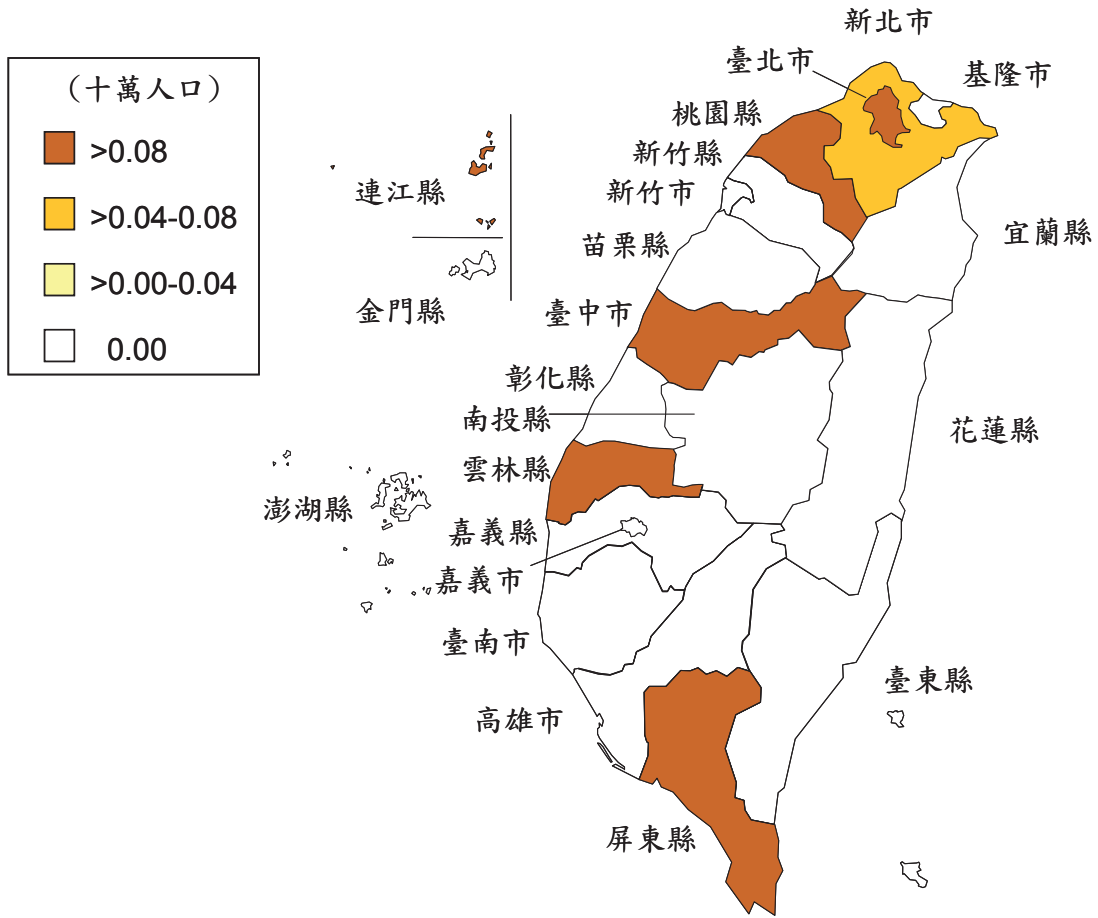 （十萬人口）
>0.08
>0.04-0.08
>0.00-0.04
0.00
新北市
臺北市
基隆市
桃園縣
新竹縣
新竹市
連江縣
宜蘭縣
苗栗縣
金門縣
臺中市
彰化縣
南投縣
花蓮縣
雲林縣
澎湖縣
嘉義縣
嘉義市
臺南市
臺東縣
高雄市
屏東縣